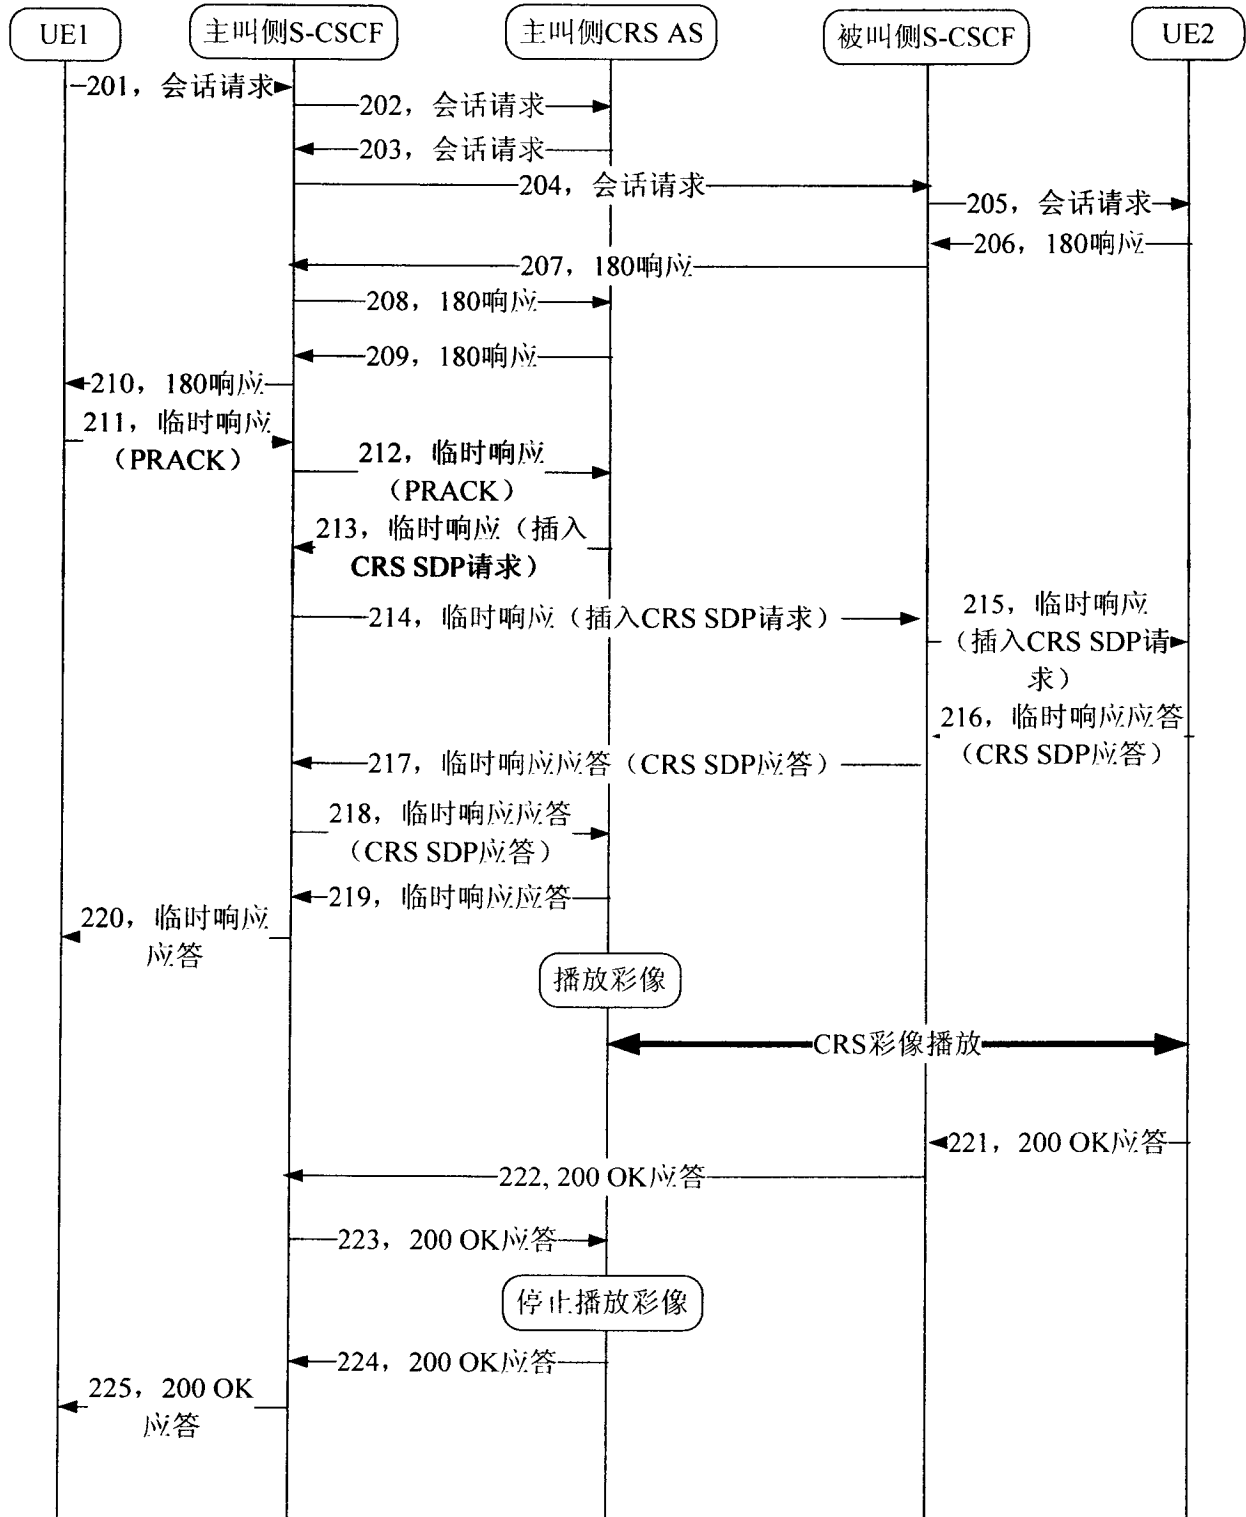 UE1
主叫侧S-CSCF
主叫侧CRS AS
被叫侧S-CSCF
UE2
201，会话请求
202，会话请求
203，会话请求
204，会话请求
205，会话请求
206，180响应
207，180响应
208，180响应
209，180响应
210，180响应
211，临时响应
（PRACK）
212，临时响应
（PRACK）
213，临时响应（插入
CRS SDP请求）
214，临时响应（插入CRS SDP请求）
215，临时响应
（插入CRS SDP请
求）
216，临时响应应答
（CRS SDP应答）
217，临时响应应答（CRS SDP应答）
218，临时响应应答
（CRS SDP应答）
219，临时响应应答
220，临时响应
应答
播放彩像
CRS彩像播放
221，200 OK应答
222, 200 OK应答
223，200 OK应答
停止播放彩像
224，200 OK应答
225，200 OK
应答